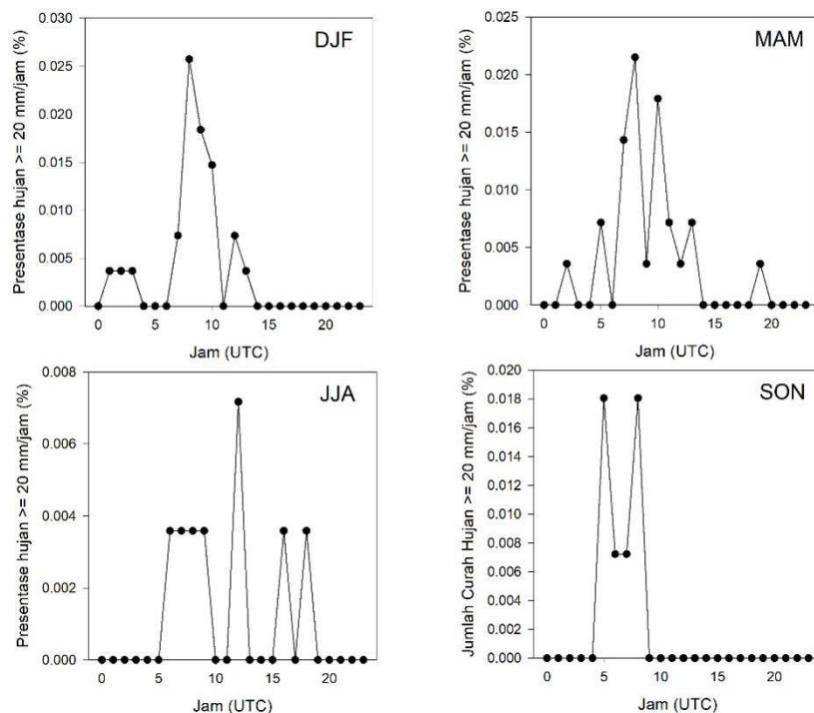 DJF
Presentase hujan >= 20 mm/jam (%)
0.030
0.025
0.020
0.015
0.010
0.005
0.000
0 5 10 15 20
Jam (UTC)
MAM
Presentase hujan >= 20 mm/jam (%)
0.025
0.020
0.015
0.010
0.005
0.000
0 5 10 15 20
Jam (UTC)
JJA
Presentase hujan >= 20 mm/jam (%)
0.008
0.006
0.004
0.002
0.000
0 5 10 15 20
Jam (UTC)
SON
Jumlah Curah Hujan >= 20 mm/jam (%)
0.020
0.018
0.016
0.014
0.012
0.010
0.008
0.006
0.004
0.002
0.000
0 5 10 15 20
Jam (UTC)